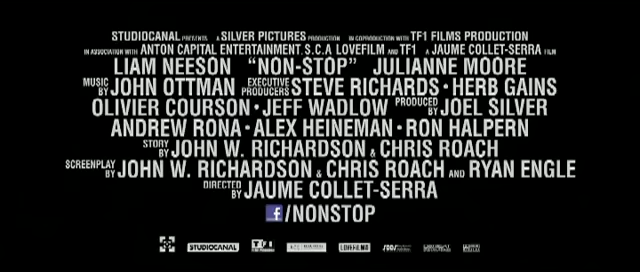 STUDIOCANAL PRESENTS A SILVER PICTURES PRODUCTION IN COPRODUCTION WITH TF1 FILMS PRODUCTION
IN ASSOCIATION WITH ANTON CAPITAL ENTERTAINMENT, S.C.A LOVEFILM AND TF1 A JAUME COLLET-SERRA FILM
LIAM NEESON "NON-STOP" JULIANNE MOORE
MUSIC BY JOHN OTTMAN EXECUTIVE PRODUCERS STEVE RICHARDS • HERB GAINS
OLIVIER COURSON • JEFF WADLOW PRODUCED BY JOEL SILVER
ANDREW RONA • ALEX HEINEMAN • RON HALPERN
STORY BY JOHN W. RICHARDSON & CHRIS ROACH
SCREENPLAY BY JOHN W. RICHARDSON & CHRIS ROACH AND RYAN ENGLE
DIRECTED BY JAUME COLLET-SERRA
f/NONSTOP
STUDIOCANAL TF1 LOVEFILM